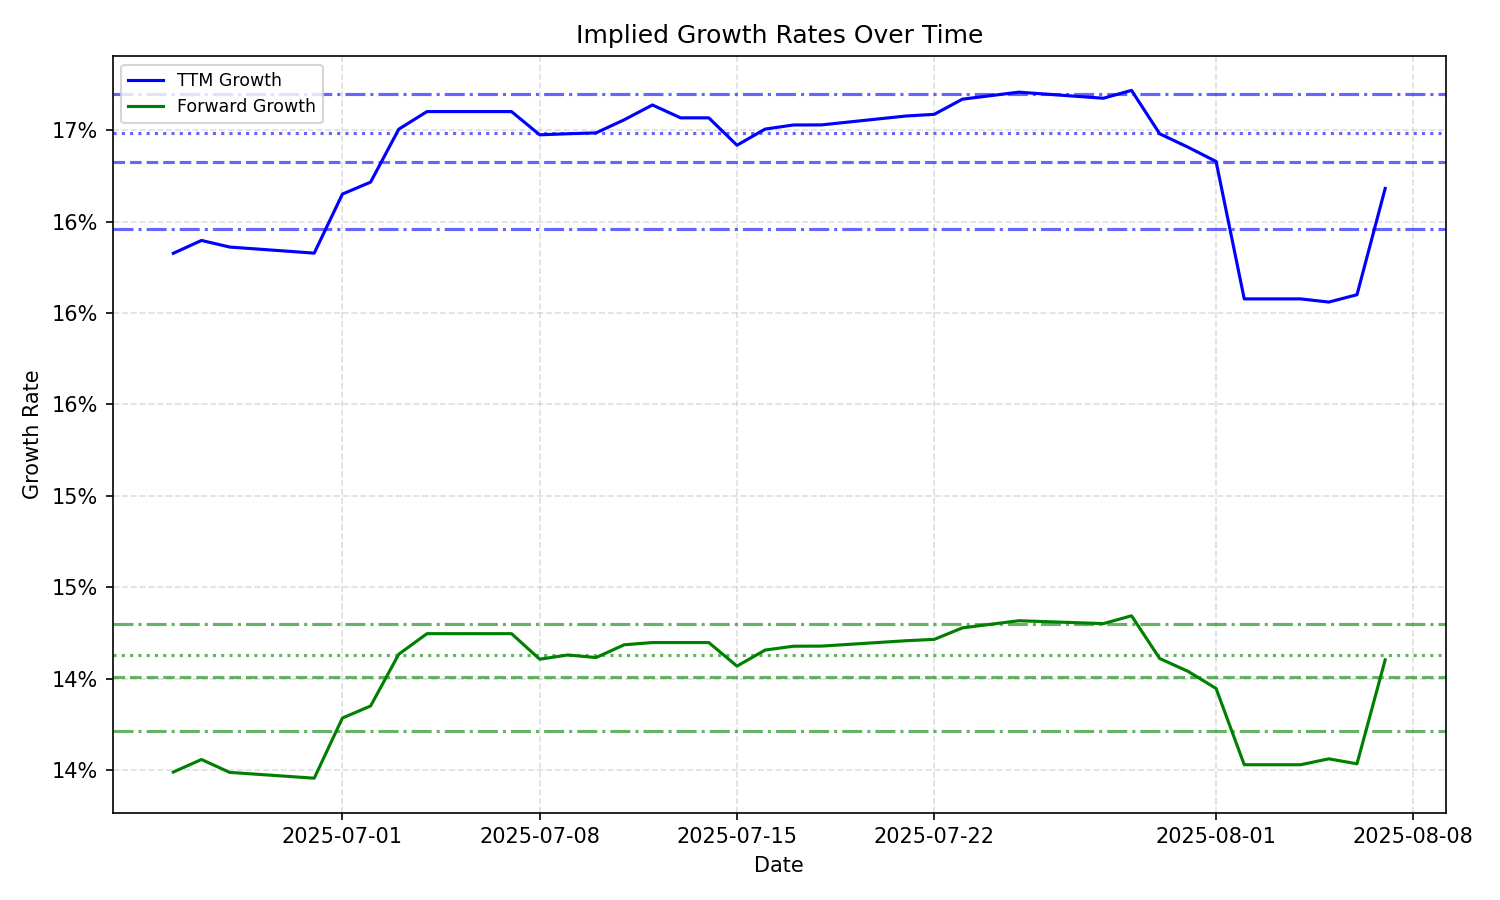 Implied Growth Rates Over Time
TTM Growth
Forward Growth
17%
16%
16%
16%
15%
15%
14%
14%
Growth Rate
2025-07-01
2025-07-08
2025-07-15
2025-07-22
2025-08-01
2025-08-08
Date